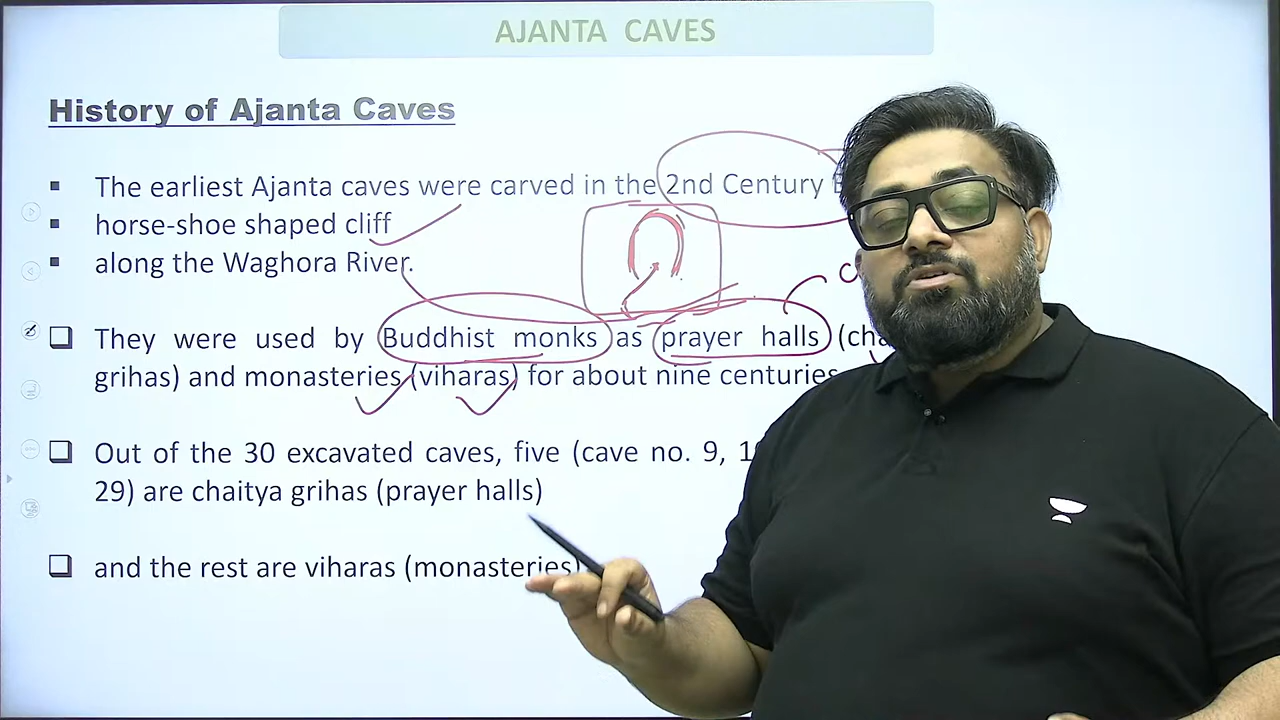 AJANTA CAVES
History of Ajanta Caves
▪ The earliest Ajanta caves were carved in the 2nd Century
▪ horse-shoe shaped cliff
▪ along the Waghora River.
❑ They were used by Buddhist monks as prayer halls
grihas) and monasteries (viharas) for about nine centuries
❑ Out of the 30 excavated caves, five (cave no. 9,
29) are chaitya grihas (prayer halls)
❑ and the rest are viharas (monasteries)